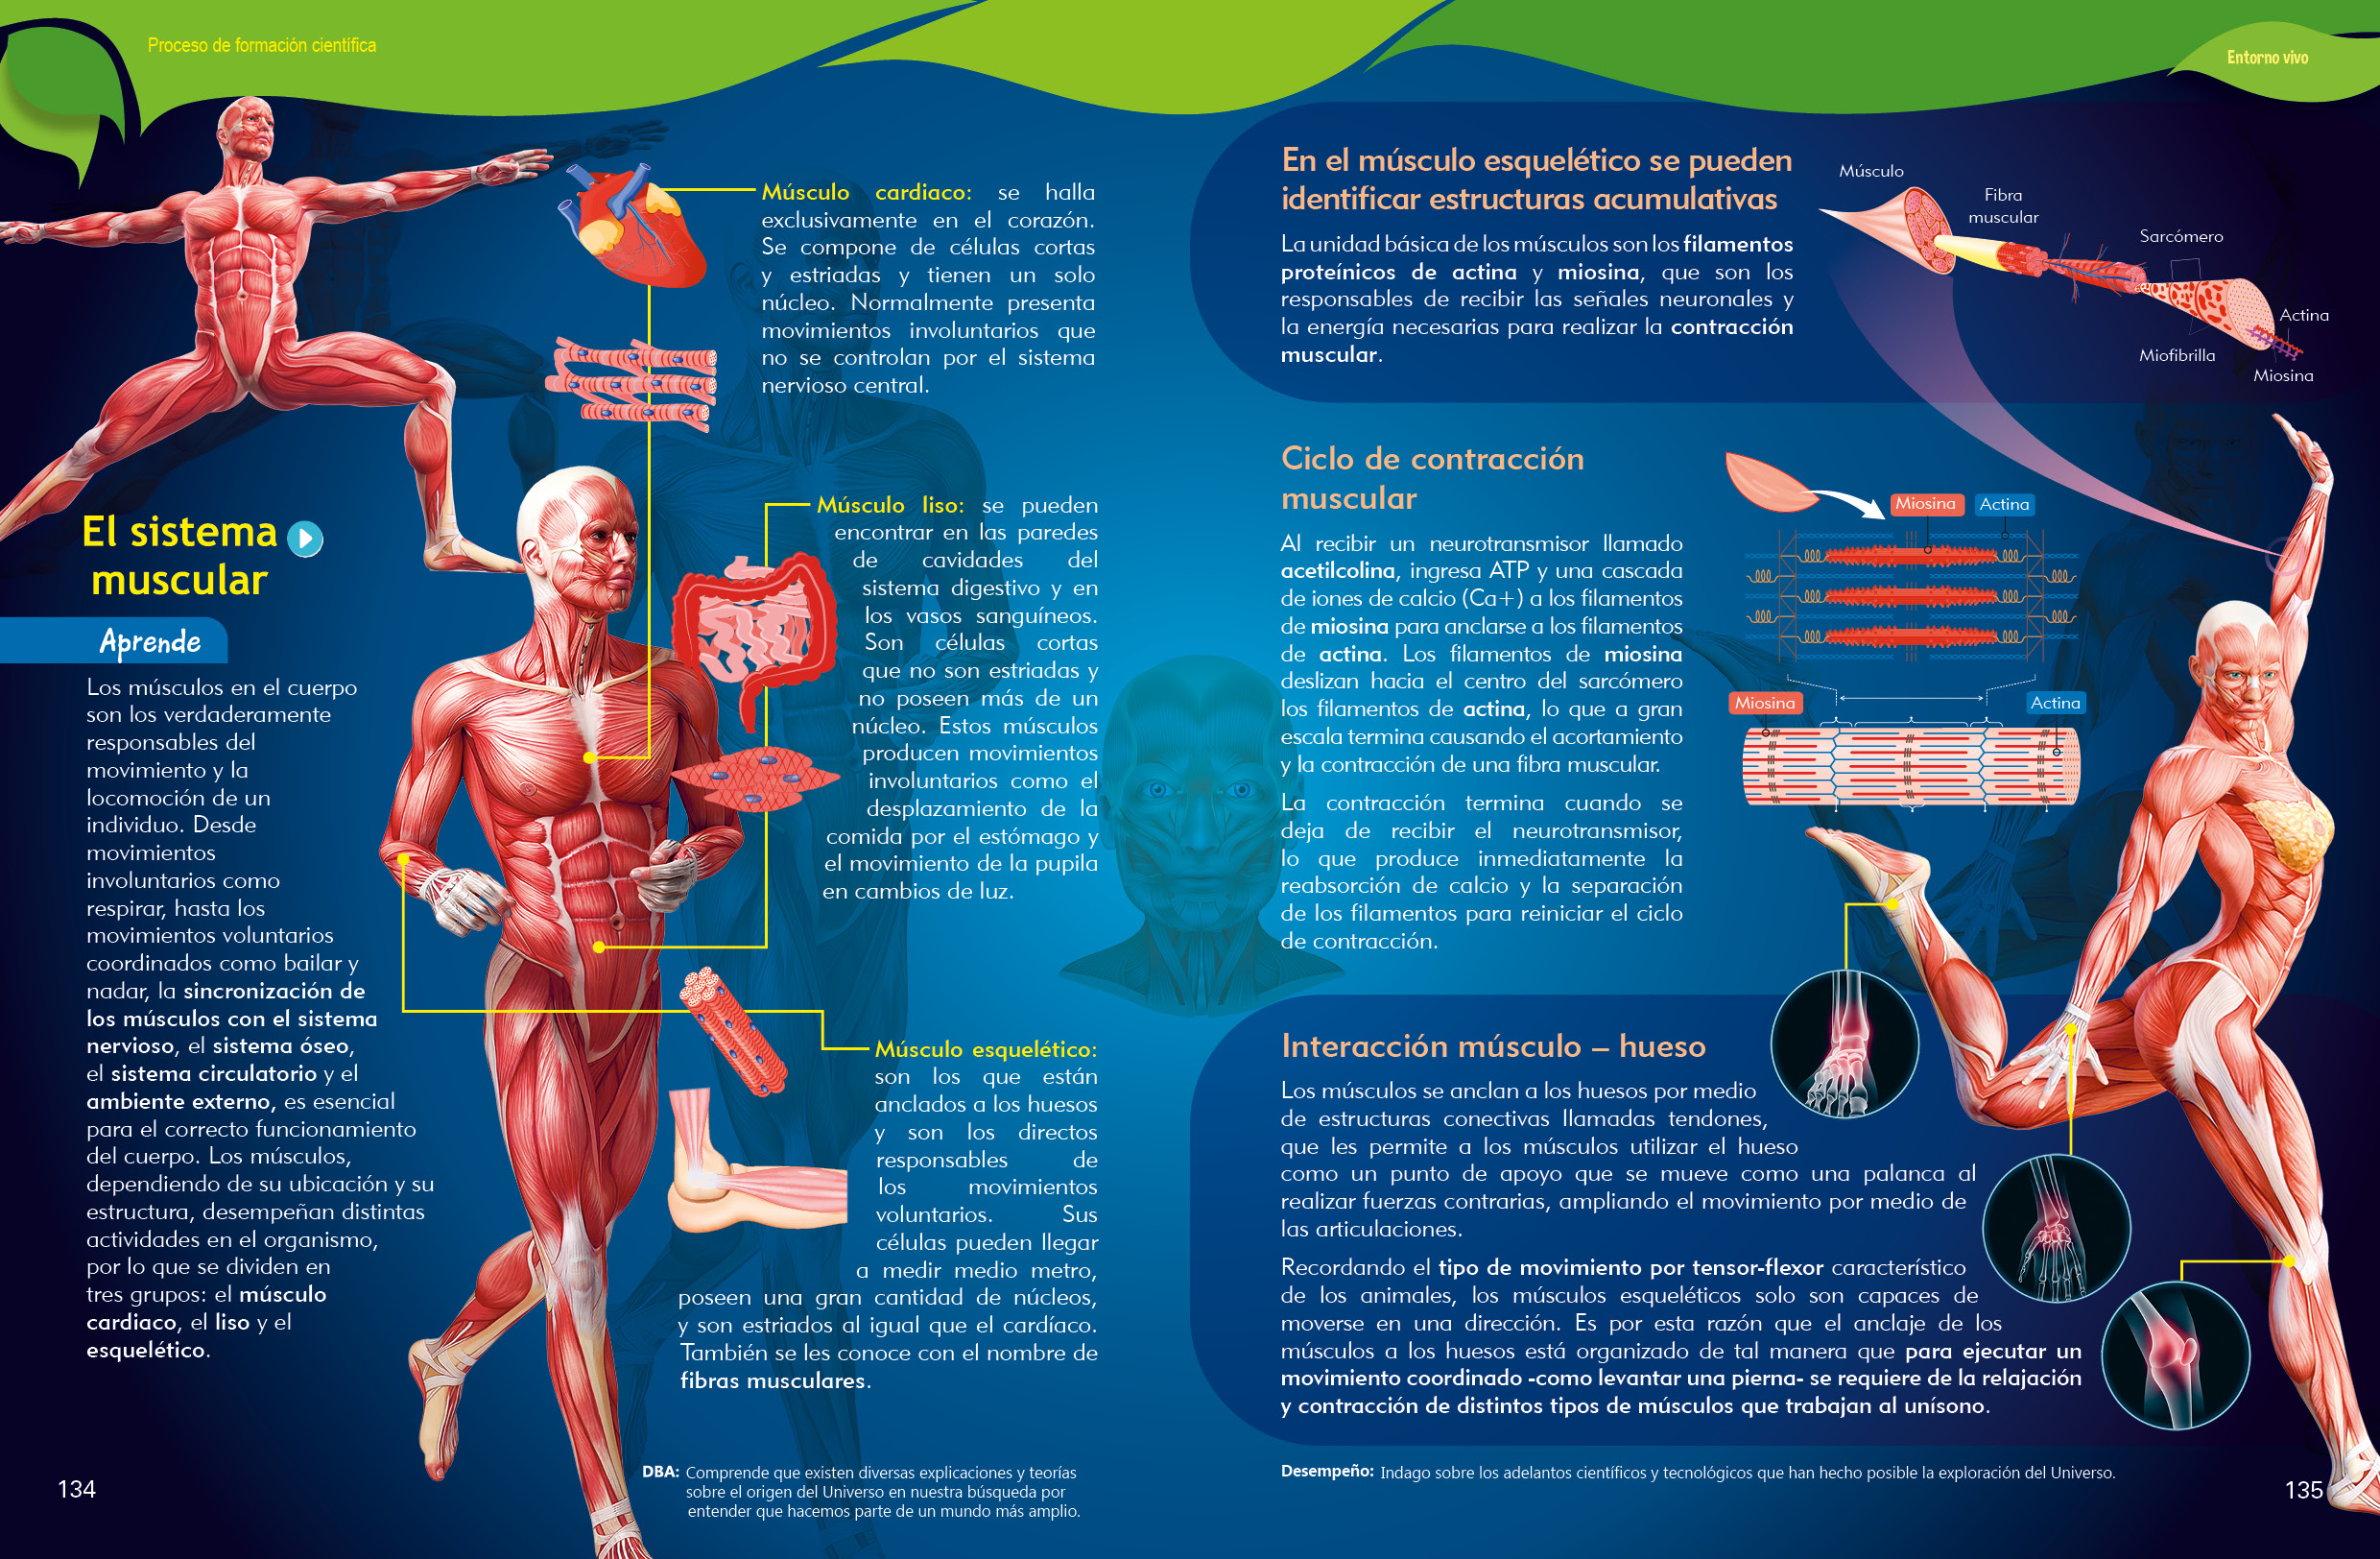 Proceso de formación científica
El sistema
muscular
Aprende
Los músculos en el cuerpo
son los verdaderamente
responsables del
movimiento y la
locomoción de un
individuo. Desde
movimientos
involuntarios como
respirar, hasta los
movimientos voluntarios
coordinados como bailar y
nadar, la sincronización de
los músculos con el sistema
nervioso, el sistema óseo,
el sistema circulatorio y el
ambiente externo, es esencial
para el correcto funcionamiento
del cuerpo. Los músculos,
dependiendo de su ubicación y su
estructura, desempeñan distintas
actividades en el organismo,
por lo que se dividen en
tres grupos: el músculo
cardiaco, el liso y el
esquelético.
Músculo cardiaco: se halla
exclusivamente en el corazón.
Se compone de células cortas
y estriadas y tienen un solo
núcleo. Normalmente presenta
movimientos involuntarios que
no se controlan por el sistema
nervioso central.
Músculo liso: se pueden
encontrar en las paredes
de cavidades del
sistema digestivo y en
los vasos sanguíneos.
Son células cortas
que no son estriadas y
no poseen más de un
núcleo. Estos músculos
producen movimientos
involuntarios como el
desplazamiento de la
comida por el estómago y
el movimiento de la pupila
en cambios de luz.
Músculo esquelético:
son los que están
anclados a los huesos
y son los directos
responsables de
los movimientos
voluntarios. Sus
células pueden llegar
a medir medio metro,
poseen una gran cantidad de núcleos,
y son estriados al igual que el cardíaco.
También se les conoce con el nombre de
fibras musculares.
DBA: Comprende que existen diversas explicaciones y teorías
sobre el origen del Universo en nuestra búsqueda por
entender que hacemos parte de un mundo más amplio.
134
Entorno vivo
En el músculo esquelético se pueden
identificar estructuras acumulativas
La unidad básica de los músculos son los filamentos
proteínicos de actina y miosina, que son los
responsables de recibir las señales neuronales y
la energía necesarias para realizar la contracción
muscular.
Músculo
Fibra
muscular
Sarcómero
Actina
Miofibrilla
Miosina
Ciclo de contracción
muscular
Al recibir un neurotransmisor llamado
acetilcolina, ingresa ATP y una cascada
de iones de calcio (Ca+) a los filamentos
de miosina para anclarse a los filamentos
de actina. Los filamentos de miosina
deslizan hacia el centro del sarcómero
los filamentos de actina, lo que a gran
escala termina causando el acortamiento
y la contracción de una fibra muscular.
La contracción termina cuando se
deja de recibir el neurotransmisor,
lo que produce inmediatamente la
reabsorción de calcio y la separación
de los filamentos para reiniciar el ciclo
de contracción.
Miosina Actina
Miosina Actina
Interacción músculo – hueso
Los músculos se anclan a los huesos por medio
de estructuras conectivas llamadas tendones,
que les permite a los músculos utilizar el hueso
como un punto de apoyo que se mueve como una palanca al
realizar fuerzas contrarias, ampliando el movimiento por medio de
las articulaciones.
Recordando el tipo de movimiento por tensor-flexor característico
de los animales, los músculos esqueléticos solo son capaces de
moverse en una dirección. Es por esta razón que el anclaje de los
músculos a los huesos está organizado de tal manera que para ejecutar un
movimiento coordinado -como levantar una pierna- se requiere de la relajación
y contracción de distintos tipos de músculos que trabajan al unísono.
Desempeño: Indago sobre los adelantos científicos y tecnológicos que han hecho posible la exploración del Universo.
135